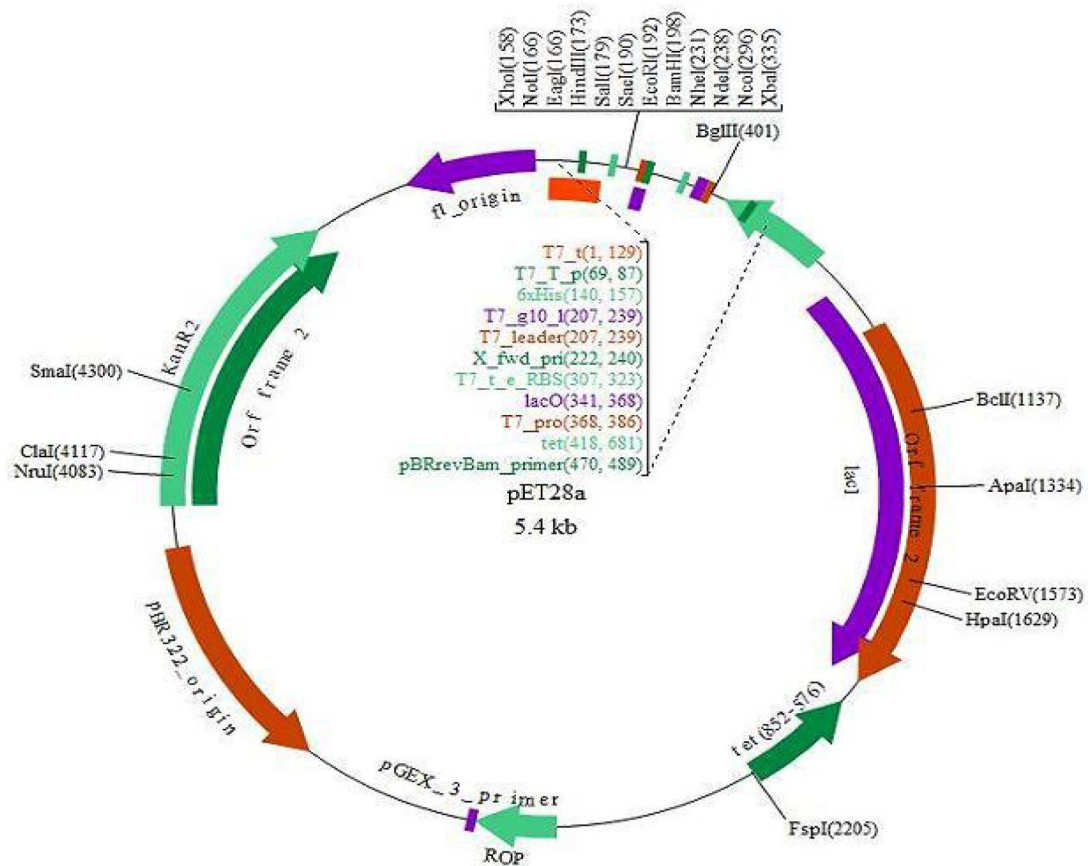 XhoI(158)
NotI(166)
EagI(166)
HindIII(173)
SalI(179)
SacI(190)
EcoRI(192)
BamHI(198)
NheI(231)
NdeI(238)
NcoI(296)
XbaI(335)
BglII(401)
fl_origin
T7_t(1, 129)
T7_T_p(69, 87)
6xHis(140, 157)
T7_g10_l(207, 239)
T7_leader(207, 239)
X_fwd_pri(222, 240)
T7_t_e_RBS(307, 323)
lacO(341, 368)
T7_pro(368, 386)
tet(418, 681)
pBRrevBam_primer(470, 489)
pET28a
5.4 kb
KanR2
Orf frame 2
SmaI(4300)
ClaI(4117)
NruI(4083)
BclI(1137)
ApaI(1334)
EcoRV(1573)
HpaI(1629)
lacI
Orf frame 2
pBR322_origin
tet(852-576)
pGEX_3_primer
FspI(2205)
ROP